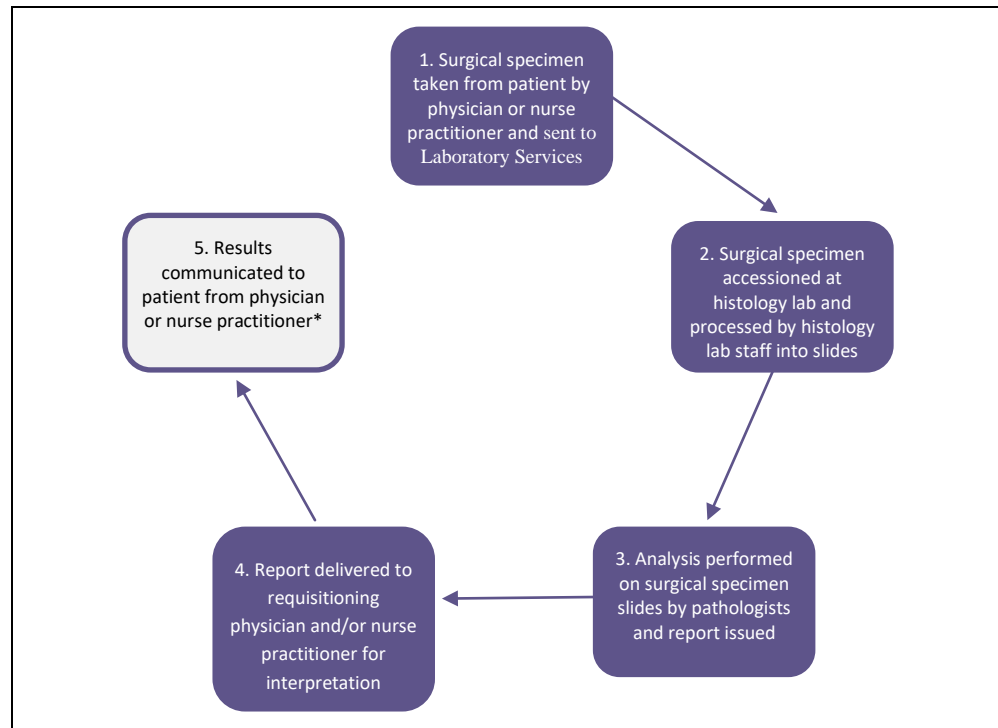 1. Surgical specimen
taken from patient by
physician or nurse
practitioner and sent to
Laboratory Services
2. Surgical specimen
accessioned at
histology lab and
processed by histology
lab staff into slides
3. Analysis performed
on surgical specimen
slides by pathologists
and report issued
4. Report delivered to
requisitioning
physician and/or nurse
practitioner for
interpretation
5. Results
communicated to
patient from physician
or nurse practitioner*